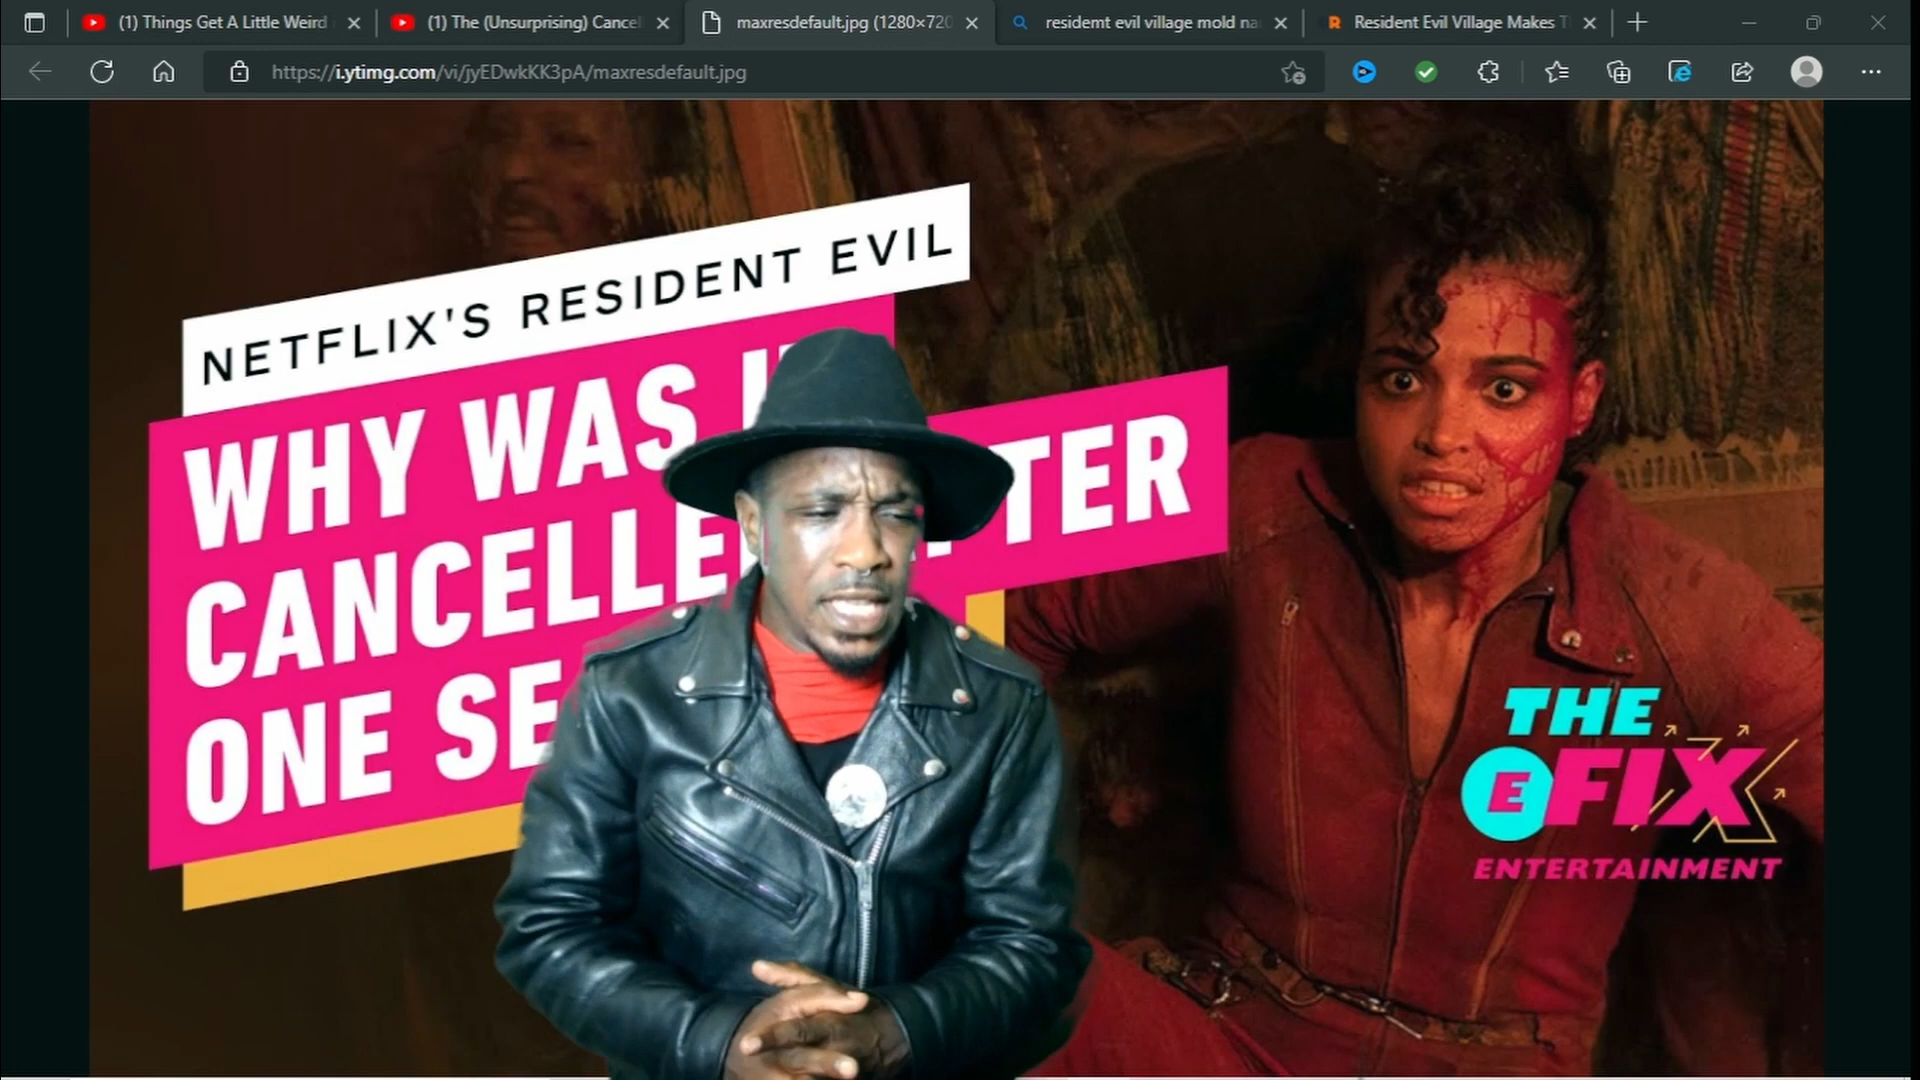 (1) Things Get A Little Weird
(1) The (Unsurprising) Cance
maxresdefault.jpg (1280×720
residemt evil village mold na
Resident Evil Village Makes T
https://i.ytimg.com/vi/jyEDwkKK3pA/maxresdefault.jpg
NETFLIX'S RESIDENT EVIL
WHY WAS
CANCELLE TER
ONE SE
THE
E FIX
ENTERTAINMENT